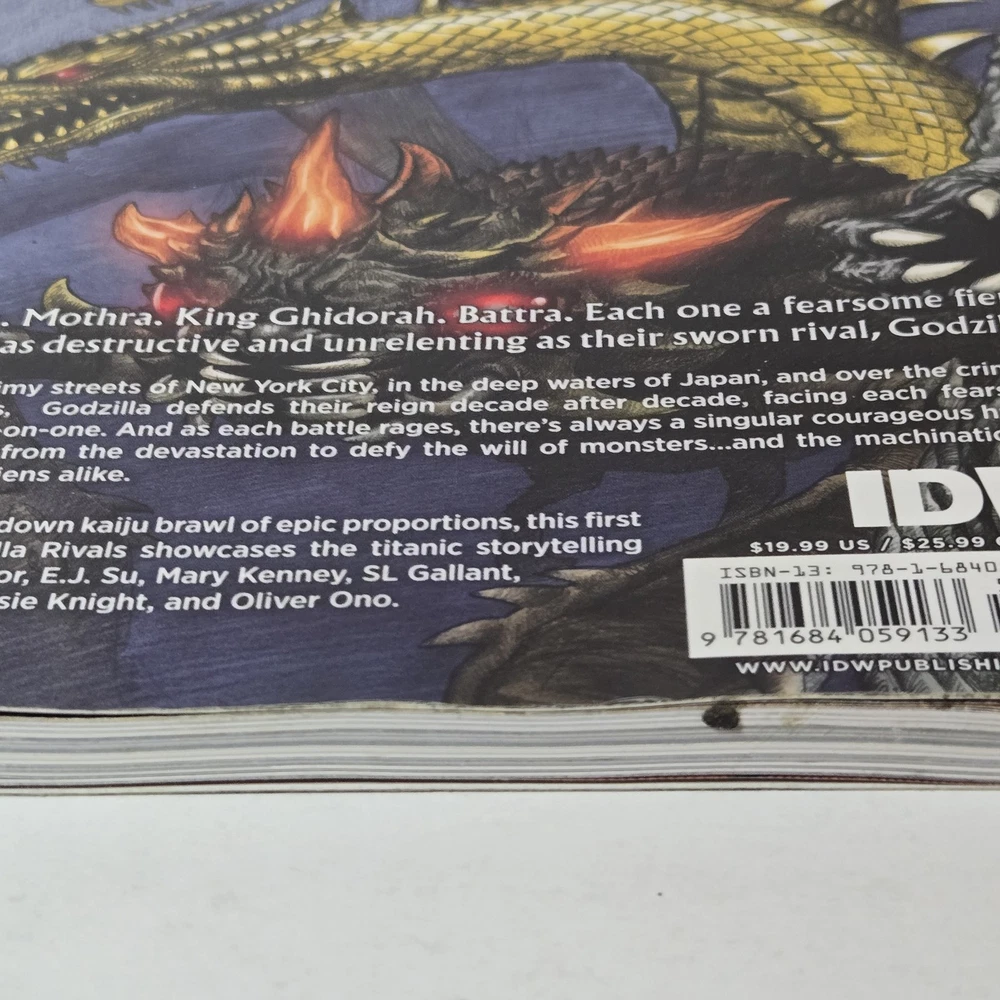 . Mothra. King Ghidorah. Battra. Each one a fearsome fie
as destructive and unrelenting as their sworn rival, Godzil
imy streets of New York City, in the deep waters of Japan, and over the crim
s, Godzilla defends their reign decade after decade, facing each fears
-on-one. And as each battle rages, there's always a singular courageous h
from the devastation to defy the will of monsters...and the machinatio
iens alike.
down kaiju brawl of epic proportions, this first
lla Rivals showcases the titanic storytelling
or, E.J. Su, Mary Kenney, SL Gallant,
sie Knight, and Oliver Ono.
IDW
$19.99 US / $25.99 C
ISBN-13: 978-1-6840
9 781684 059133
WWW.IDWPUBLISHI